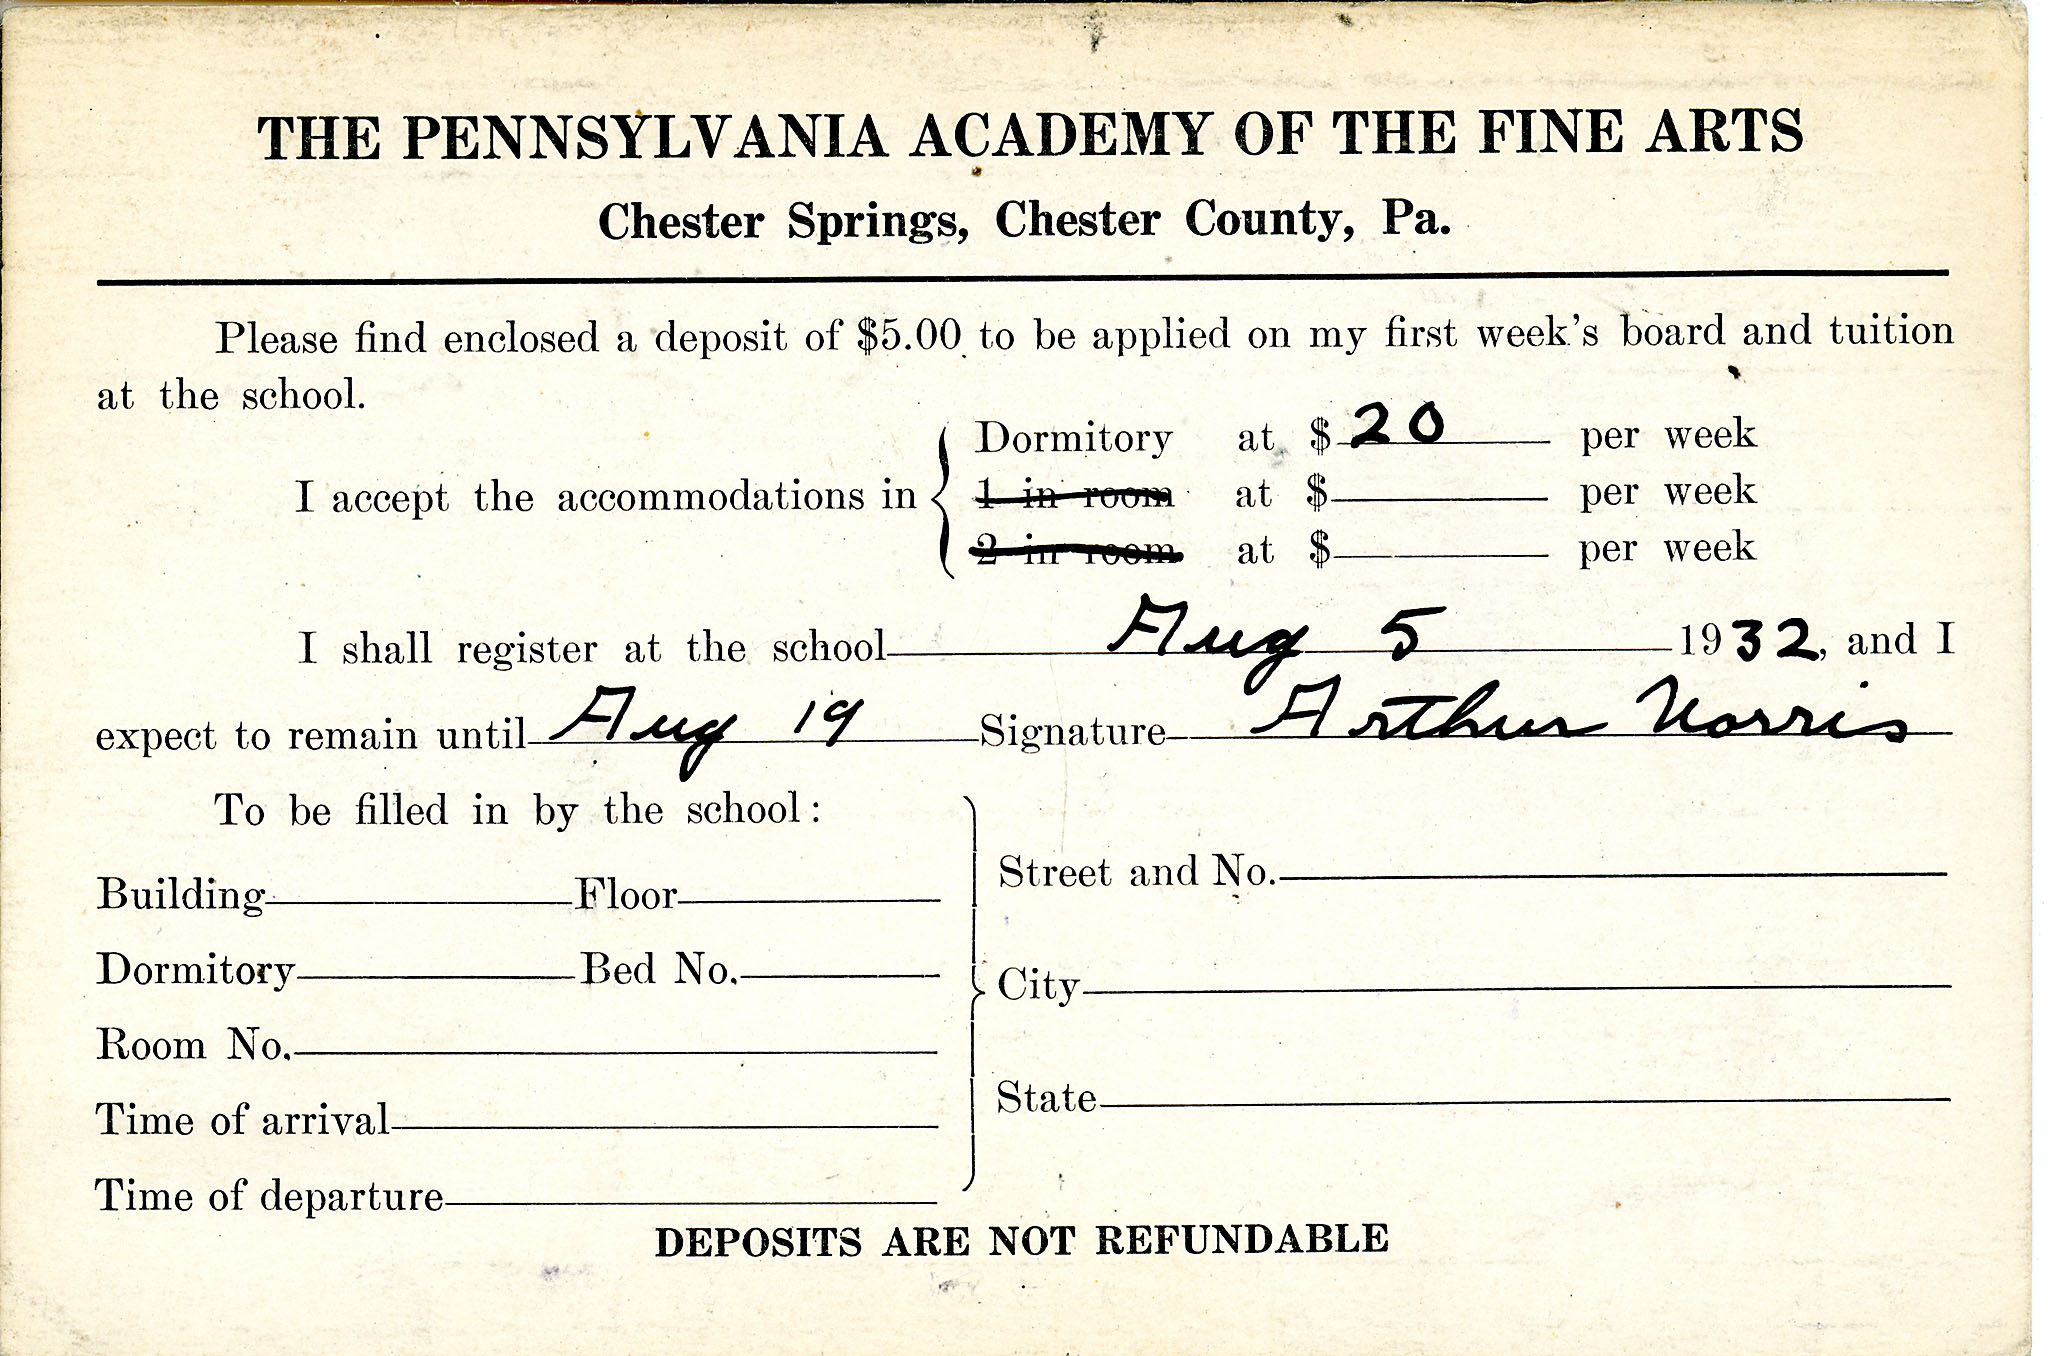 THE PENNSYLVANIA ACADEMY OF THE FINE ARTS
Chester Springs, Chester County, Pa.
Please find enclosed a deposit of $5.00 to be applied on my first week's board and tuition
at the school.
Dormitory at $ 20 per week
I accept the accommodations in 1 in room at $ per week
2 in room at $ per week
I shall register at the school Aug 5 1932, and I
expect to remain until Aug 19 Signature Arthur Norris
To be filled in by the school:
Building Floor
Dormitory Bed No.
Room No.
Time of arrival
Time of departure
Street and No.
City
State
DEPOSITS ARE NOT REFUNDABLE